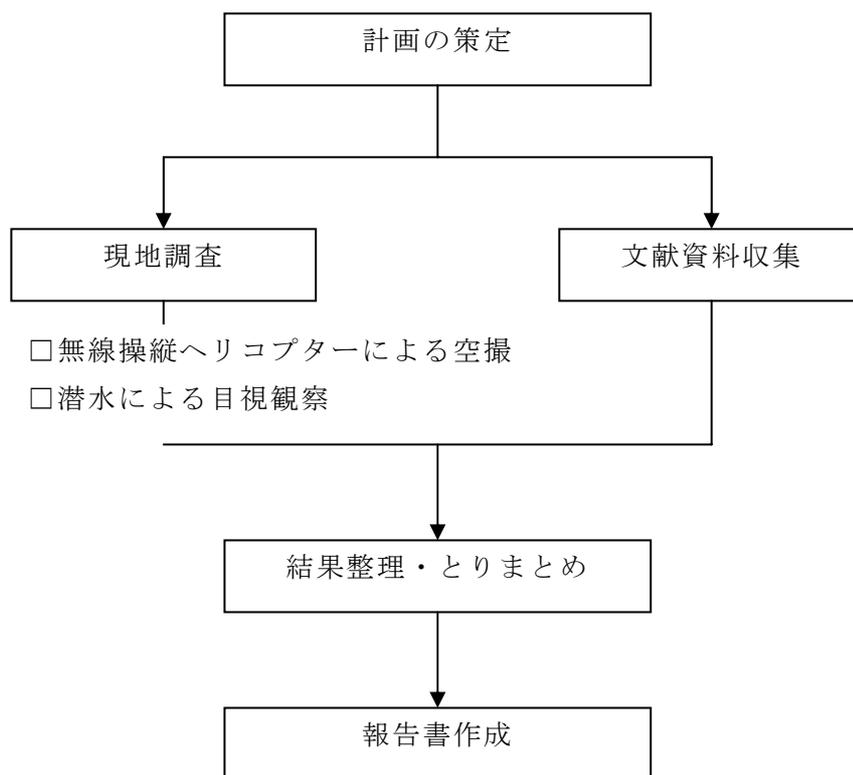 計画の策定
現地調査
文献資料収集
□無線操縦ヘリコプターによる空撮
□潜水による目視観察
結果整理・とりまとめ
報告書作成